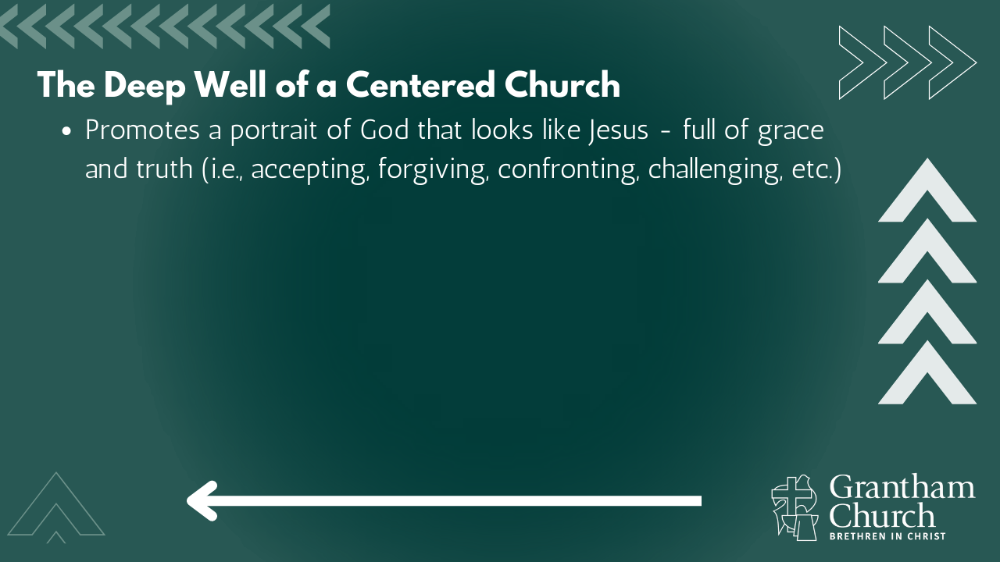 The Deep Well of a Centered Church
• Promotes a portrait of God that looks like Jesus - full of grace
and truth (i.e., accepting, forgiving, confronting, challenging, etc.)
Grantham
Church
BRETHREN IN CHRIST